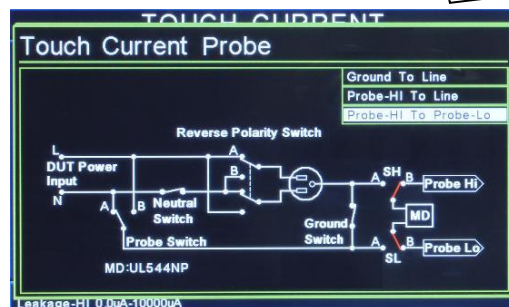 TOUCH CURRENT
Touch Current Probe
Ground To Line
Probe-HI To Line
Probe-HI To Probe-Lo
Reverse Polarity Switch
L
DUT Power
Input
N
A
B
Neutral
Switch
A
B
Probe Switch
Ground
Switch
A
SH
B
Probe Hi
MD
A
B
Probe Lo
SL
MD:UL544NP
Leakage-HI 0.0uA-10000uA